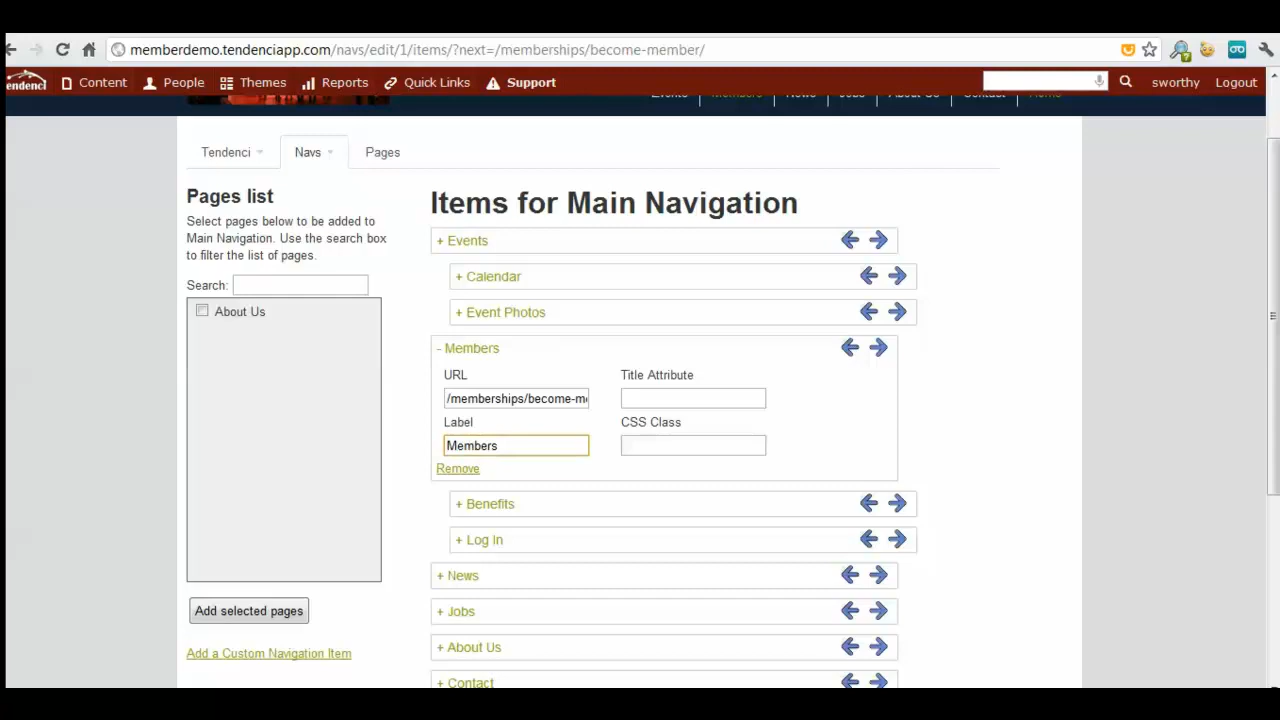 memberdemo.tendenciapp.com/navs/edit/1/items/?next=/memberships/become-member/
endenci Content People Themes Reports Quick Links Support sworthy Logout
Events Members News Jobs About Us Contact Home
Tendenci Navs Pages
Pages list
Select pages below to be added to
Main Navigation. Use the search box
to filter the list of pages.
Search:
About Us
Add selected pages
Add a Custom Navigation Item
Items for Main Navigation
+ Events
+ Calendar
+ Event Photos
- Members
URL Title Attribute
/memberships/become-m
Label CSS Class
Members
Remove
+ Benefits
+ Log In
+ News
+ Jobs
+ About Us
+ Contact